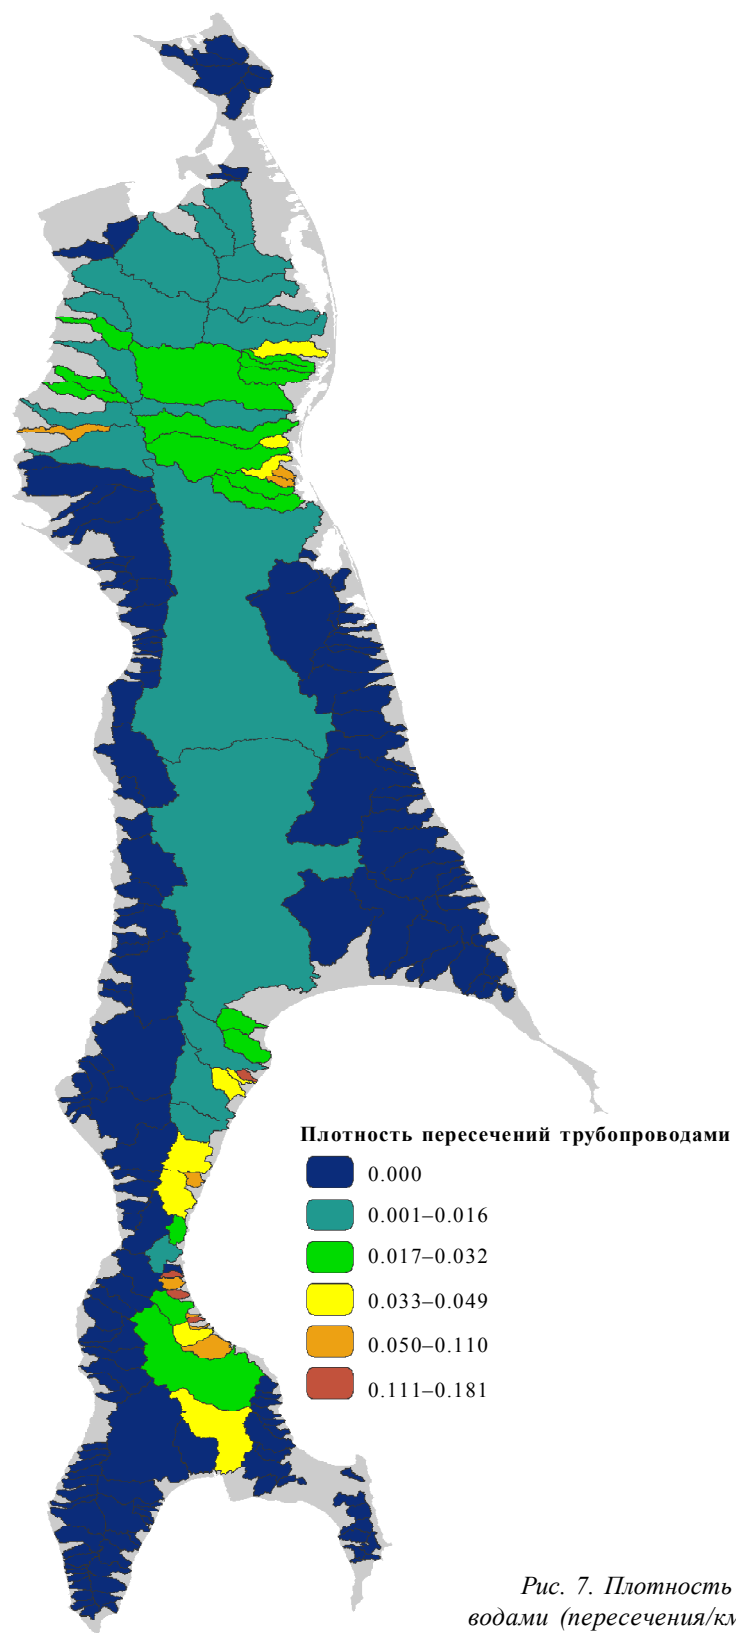 Плотность пересечений трубопроводами
0.000
0.001–0.016
0.017–0.032
0.033–0.049
0.050–0.110
0.111–0.181
Рис. 7. Плотность
водами (пересечения/км